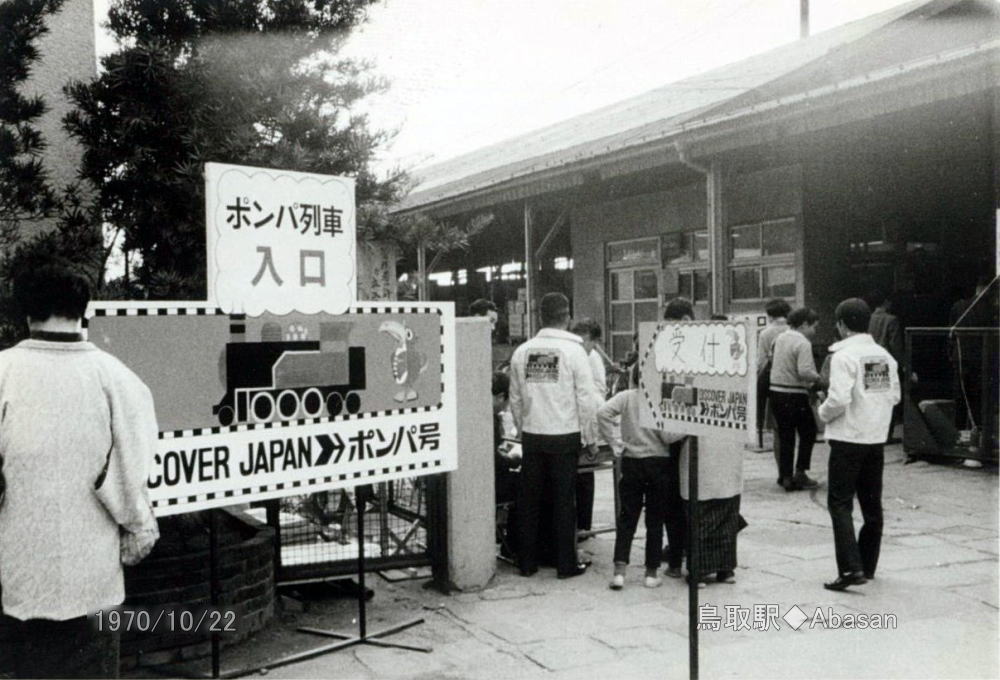 ポンパ列車
入口
1000
COVER JAPAN ポンパ号
受付
DISCOVER JAPAN
ポンパ号
1970/10/22
鳥取駅◆Abasan